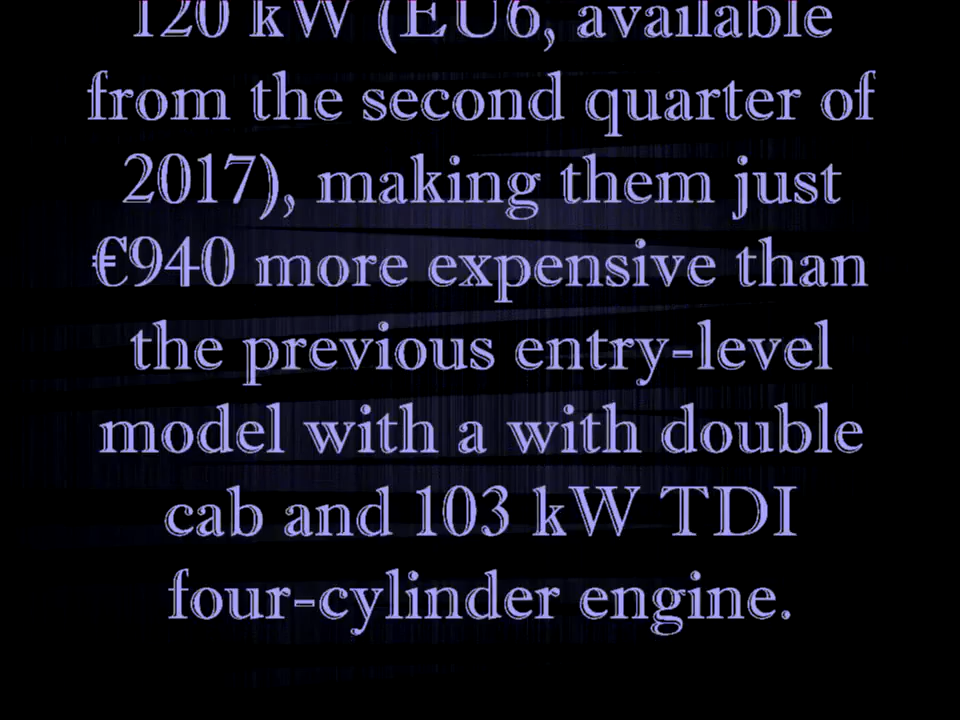 120 kW (EU6, available
from the second quarter of
2017), making them just
€940 more expensive than
the previous entry-level
model with a with double
cab and 103 kW TDI
four-cylinder engine.